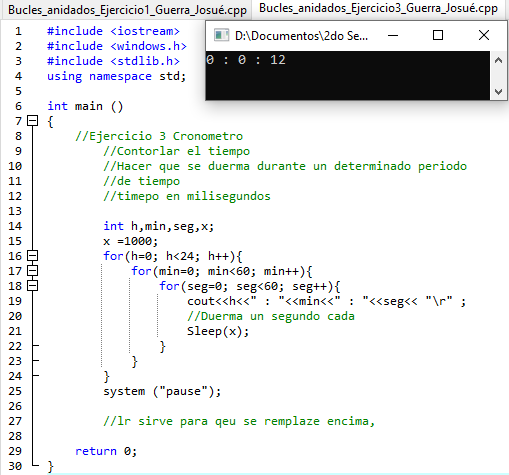 Bucles_anidados_Ejercicio1_Guerra_Josué.cpp
Bucles_anidados_Ejercicio3_Guerra_Josué.cpp
D:\Documentos\2do Se...
0 : 0 : 12
1 #include <iostream>
2 #include <windows.h>
3 #include <stdlib.h>
4 using namespace std;
5
6 int main ()
7 {
8 //Ejercicio 3 Cronometro
9 //Contorlar el tiempo
10 //Hacer que se duerma durante un determinado periodo
11 //de tiempo
12 //timepo en milisegundos
13
14 int h,min,seg,x;
15 x =1000;
16 for(h=0; h<24; h++){
17 for(min=0; min<60; min++){
18 for(seg=0; seg<60; seg++){
19 cout<<h<<" : "<<min<<" : "<<seg<< "\r" ;
20 //Duerma un segundo cada
21 Sleep(x);
22 }
23 }
24 }
25 system ("pause");
26
27 //lr sirve para qeu se remplaze encima,
28
29 return 0;
30 }